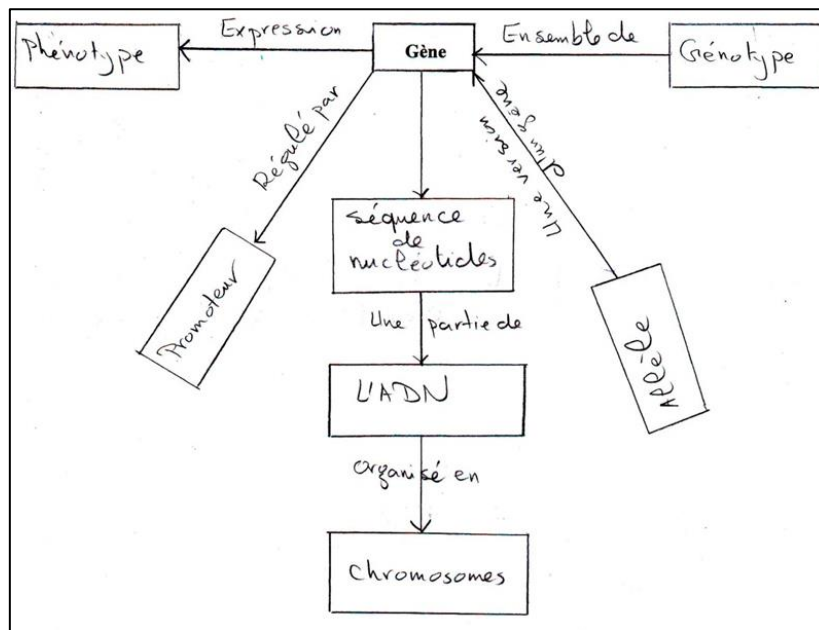 Phénotype
Expression
Gène
Ensemble de
Génotype
Régulé par
Une version
d'un gène
séquence
de
nucléotides
Promoteur
Une partie de
Allèle
L'ADN
organisé en
chromosomes